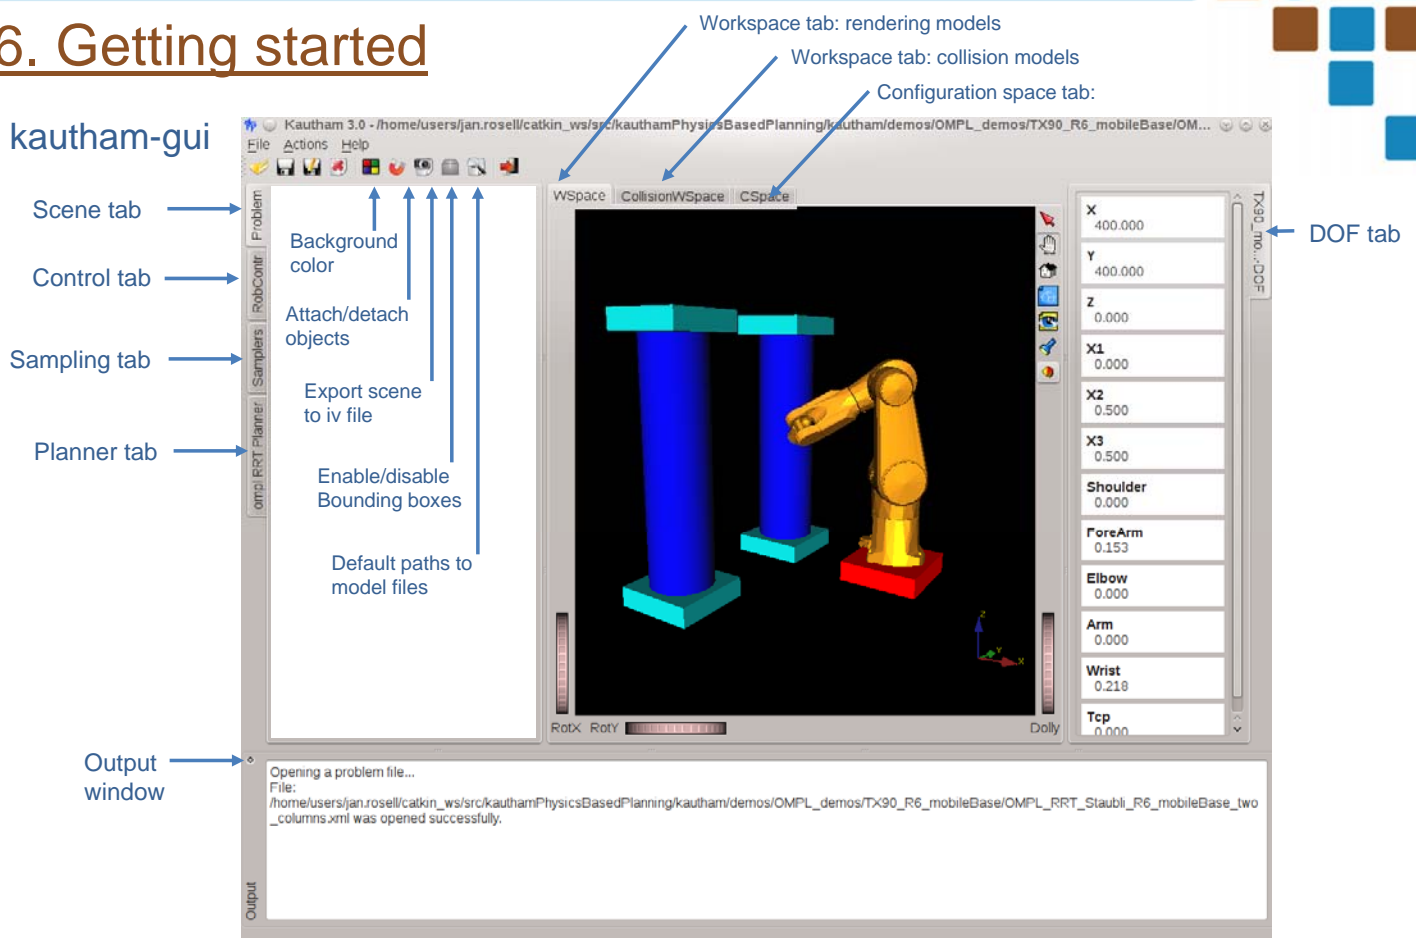 6. Getting started
Workspace tab: rendering models
Workspace tab: collision models
Configuration space tab:
kautham-gui
Kautham 3.0 - /home/users/jan.rosell/catkin_ws/src/kauthamPhysicsBasedPlanning/kautham/demos/OMPL_demos/TX90_R6_mobileBase/OM...
File Actions Help
Scene tab
Control tab
Sampling tab
Planner tab
Problem
RobContr
Samplers
ompl RRT Planner
Background
color
Attach/detach
objects
Export scene
to iv file
Enable/disable
Bounding boxes
Default paths to
model files
WSpace CollisionWSpace CSpace
Z
Y
X
RotX RotY Dolly
X
400.000
Y
400.000
Z
0.000
X1
0.000
X2
0.500
X3
0.500
Shoulder
0.000
ForeArm
0.153
Elbow
0.000
Arm
0.000
Wrist
0.218
Tcp
0.000
TX90_mo...-DOF
DOF tab
Output
window
Opening a problem file...
File:
/home/users/jan.rosell/catkin_ws/src/kauthamPhysicsBasedPlanning/kautham/demos/OMPL_demos/TX90_R6_mobileBase/OMPL_RRT_Staubli_R6_mobileBase_two
_columns.xml was opened successfully.
Output